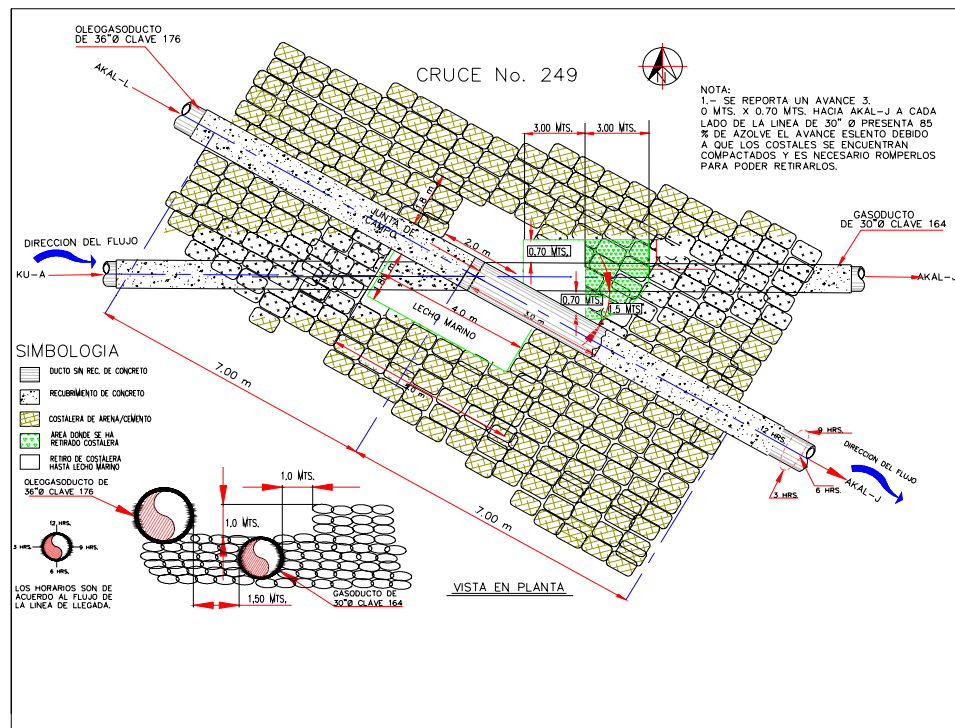 OLEOGASODUCTO
DE 36"Ø CLAVE 176
AKAL-L
CRUCE No. 249
N
NOTA:
1.- SE REPORTA UN AVANCE 3.
0 MTS. X 0.70 MTS. HACIA AKAL-J A CADA
LADO DE LA LINEA DE 30" Ø PRESENTA 85
% DE AZOLVE EL AVANCE ESLENTO DEBIDO
A QUE LOS COSTALES SE ENCUENTRAN
COMPACTADOS Y ES NECESARIO ROMPERLOS
PARA PODER RETIRARLOS.
3,00 MTS.
3,00 MTS.
GASODUCTO
DE 30"Ø CLAVE 164
JUNTA DE
CAMPO
2.0 m
0,70 MTS.
DIRECCION DEL FLUJO
KU-A
AKAL-J
0,70 MTS.
1,5 MTS
4.0 m
3.0 m
LECHO MARINO
7.00 m
7.00 m
SIMBOLOGIA
DUCTO SIN REC. DE CONCRETO
RECUBRIMIENTO DE CONCRETO
COSTALERA DE ARENA/CEMENTO
AREA DONDE SE HA
RETIRADO COSTALERA
RETIRO DE COSTALERA
HASTA LECHO MARINO
12 HRS.
9 HRS.
6 HRS.
3 HRS.
DIRECCION DEL FLUJO
AKAL-J
OLEOGASODUCTO DE
36"Ø CLAVE 176
1.0 MTS.
1.0 MTS.
12 HRS.
3 HRS.
9 HRS.
6 HRS.
LOS HORARIOS SON DE
ACUERDO AL FLUJO DE
LA LINEA DE LLEGADA.
1,50 MTS.
GASODUCTO DE
30"Ø CLAVE 164
VISTA EN PLANTA